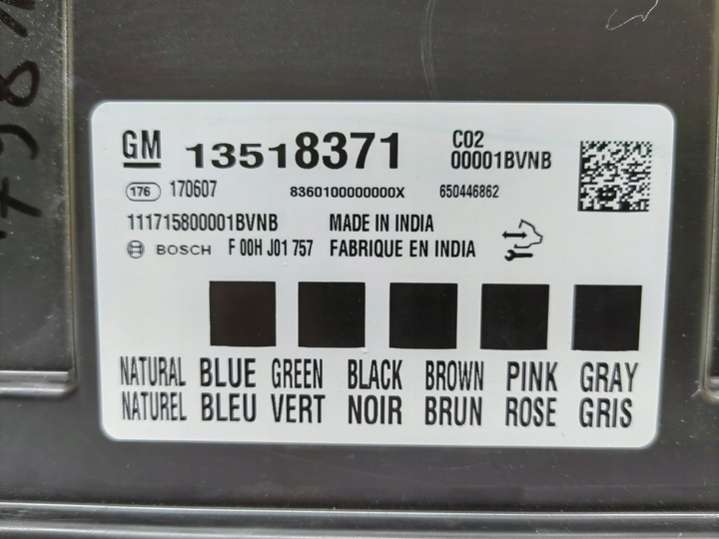 GM 13518371 C02
00001BVNB
176 170607 8360100000000X 650446862
111715800001BVNB MADE IN INDIA
BOSCH F 00H J01 757 FABRIQUE EN INDIA
NATURAL BLUE GREEN BLACK BROWN PINK GRAY
NATUREL BLEU VERT NOIR BRUN ROSE GRIS